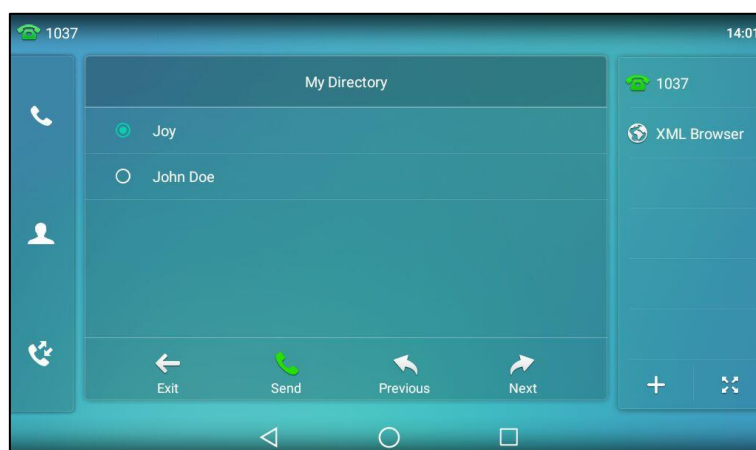 1037
14:01
My Directory
1037
Joy
XML Browser
John Doe
Exit
Send
Previous
Next